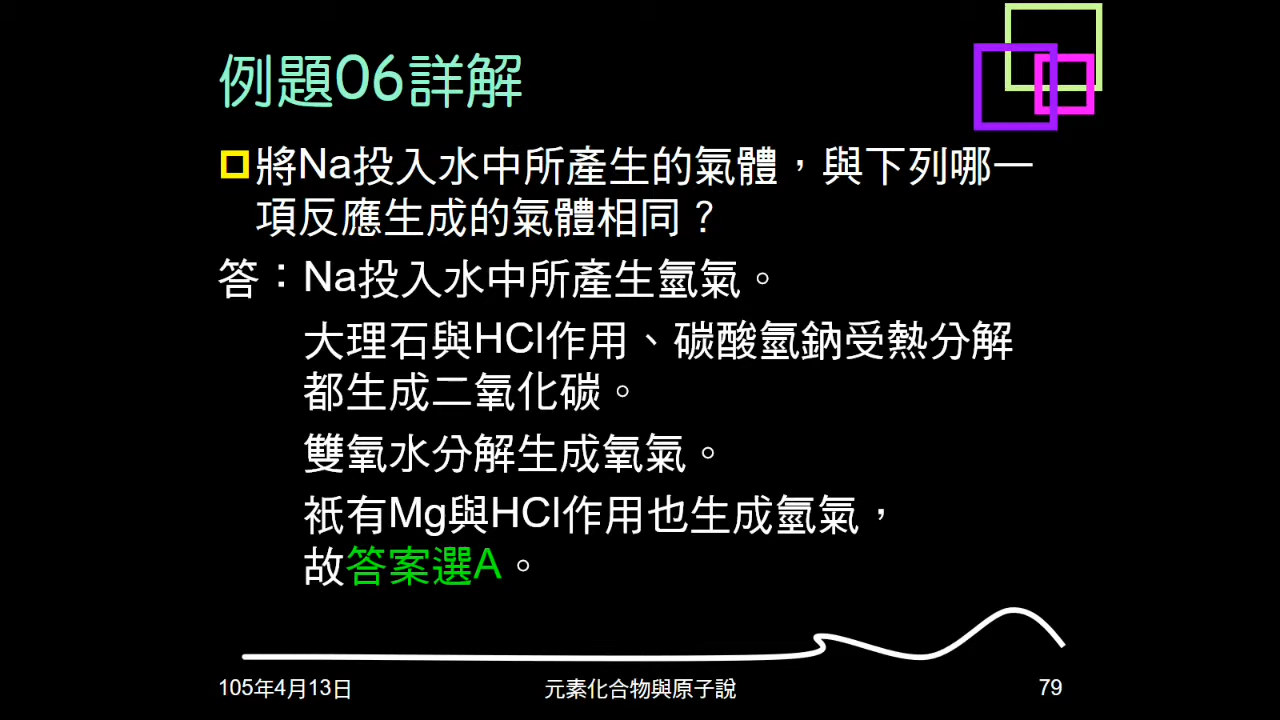 例題06詳解
將Na投入水中所產生的氣體，與下列哪一
項反應生成的氣體相同？
答：Na投入水中所產生氫氣。
大理石與HCl作用、碳酸氫鈉受熱分解
都生成二氧化碳。
雙氧水分解生成氧氣。
祇有Mg與HCl作用也生成氫氣，
故答案選A。
105年4月13日 元素化合物與原子說 79